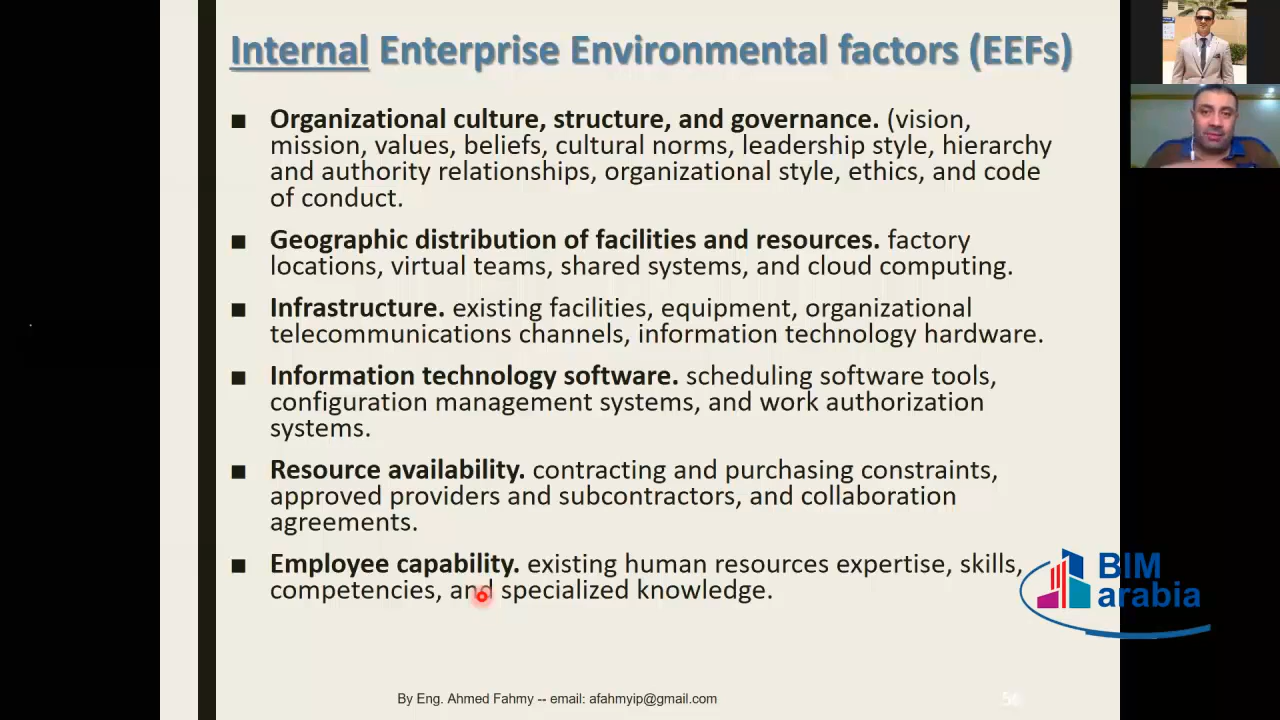 Internal Enterprise Environmental factors (EEFs)
■ Organizational culture, structure, and governance. (vision,
mission, values, beliefs, cultural norms, leadership style, hierarchy
and authority relationships, organizational style, ethics, and code
of conduct.
■ Geographic distribution of facilities and resources. factory
locations, virtual teams, shared systems, and cloud computing.
■ Infrastructure. existing facilities, equipment, organizational
telecommunications channels, information technology hardware.
■ Information technology software. scheduling software tools,
configuration management systems, and work authorization
systems.
■ Resource availability. contracting and purchasing constraints,
approved providers and subcontractors, and collaboration
agreements.
■ Employee capability. existing human resources expertise, skills,
competencies, and specialized knowledge.
BIM
arabia
By Eng. Ahmed Fahmy -- email: afahmyip@gmail.com